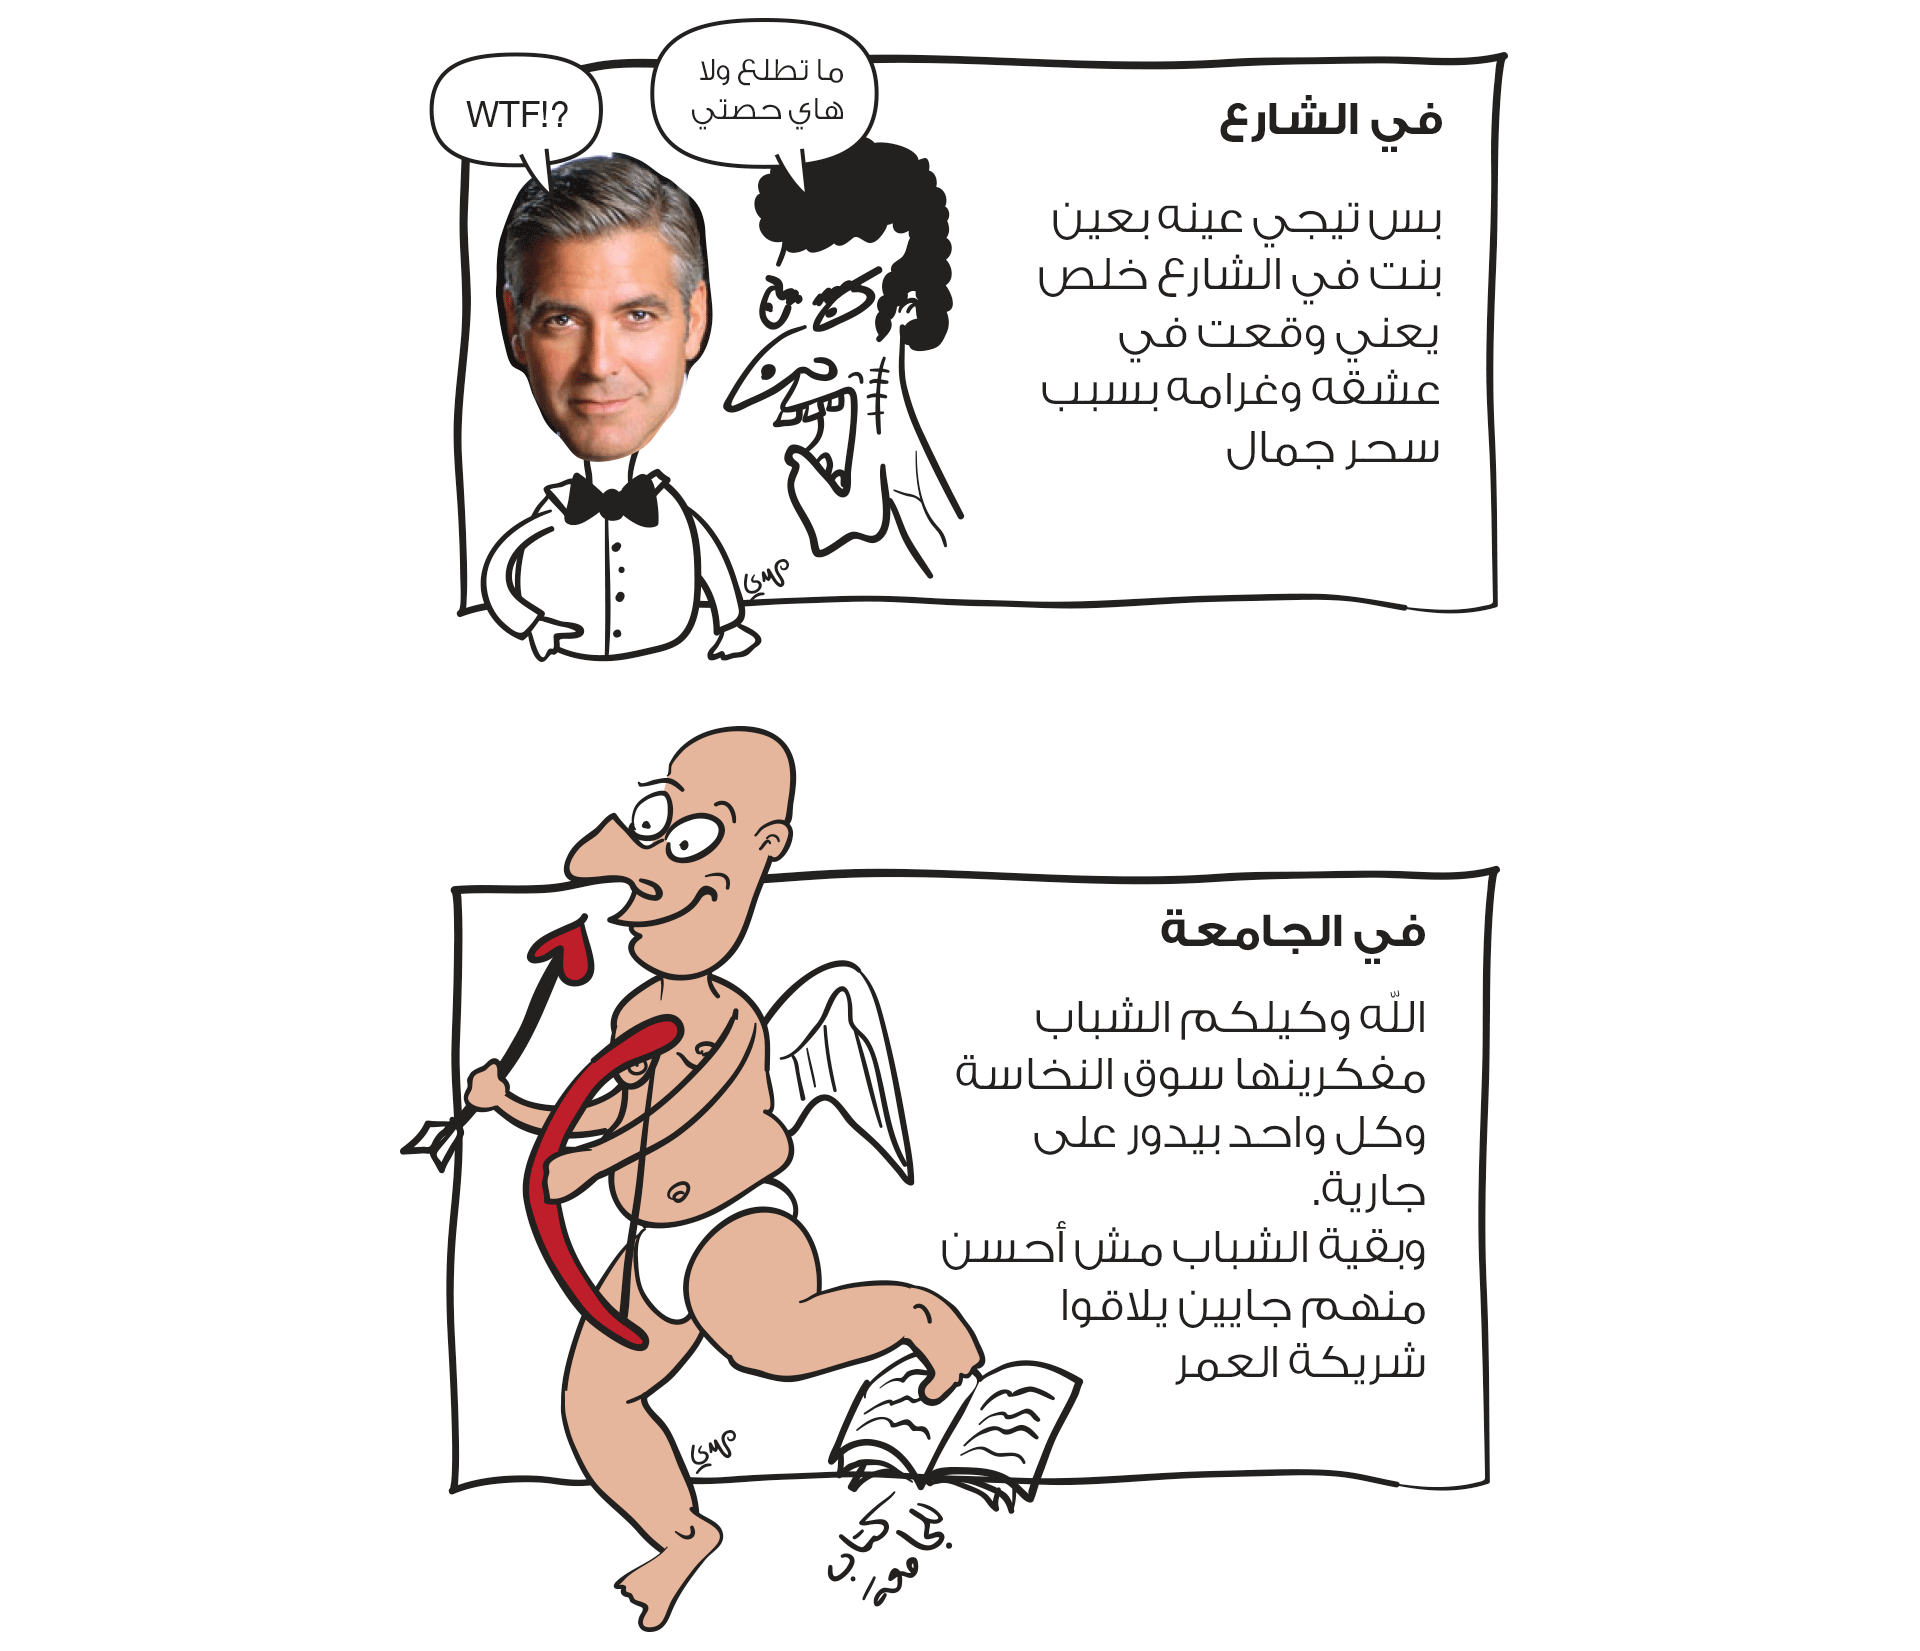 WTF!?
ما تطلع ولا
هاي حصتي
في الشارع
بس تيجي عينه بعين
بنت في الشارع خلص
يعني وقعت في
عشقه وغرامه بسبب
سحر جمال
في الجامعة
اللّه وكيلكم الشباب
مفكرينها سوق النخاسة
وكل واحد بيدور على
جارية.
وبقية الشباب مش أحسن
منهم جايين يلاقوا
شريكة العمر
كتاب